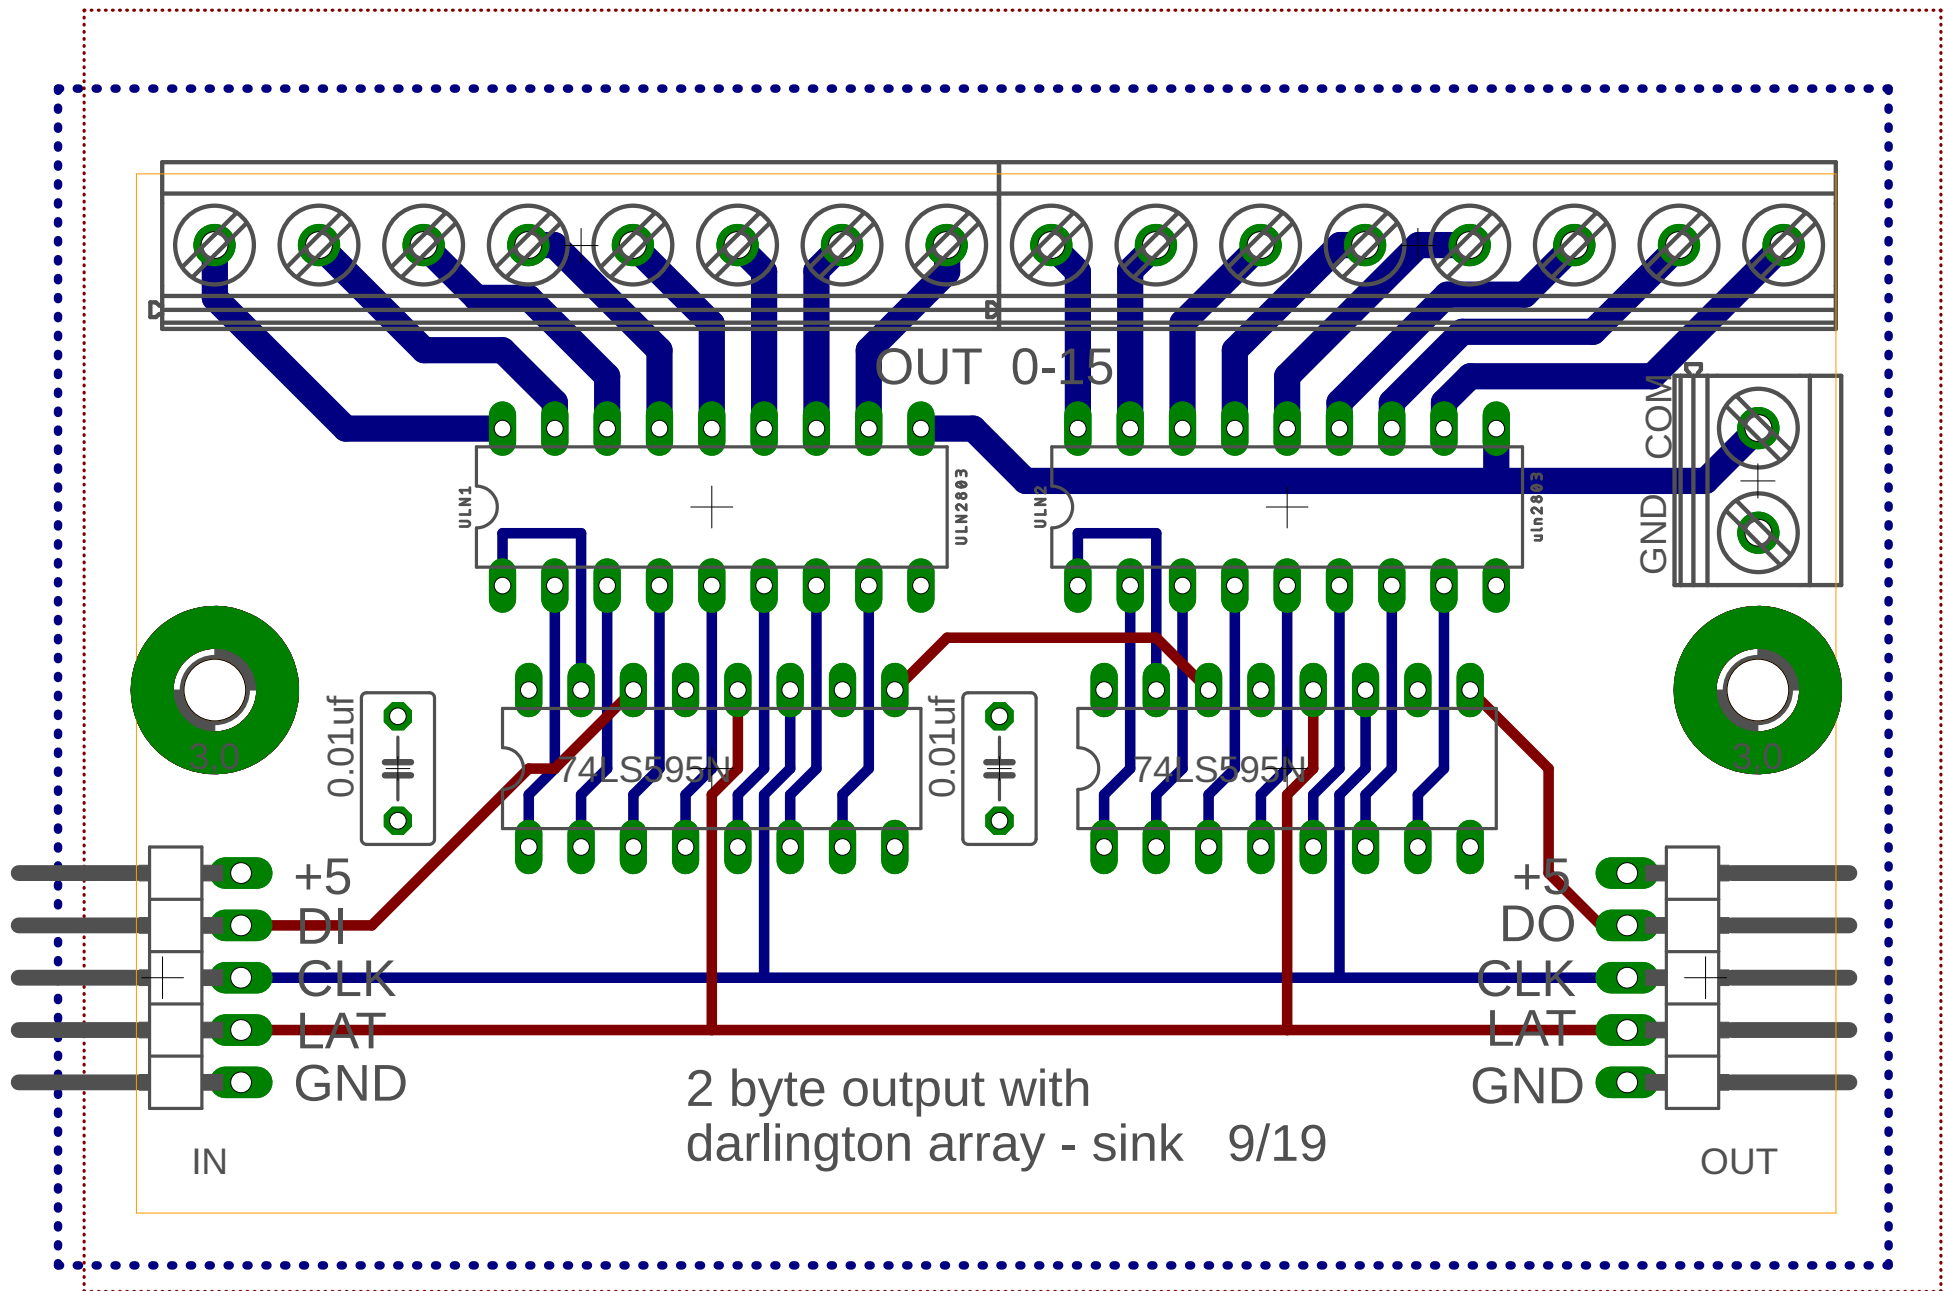 OUT 0-15
COM
GND
ULN1
ULN2803
ULN2
uln2803
3.0
3.0
0.01uf
74LS595N
0.01uf
74LS595N
+5
DI
CLK
LAT
GND
IN
+5
DO
CLK
LAT
GND
OUT
2 byte output with
darlington array - sink 9/19